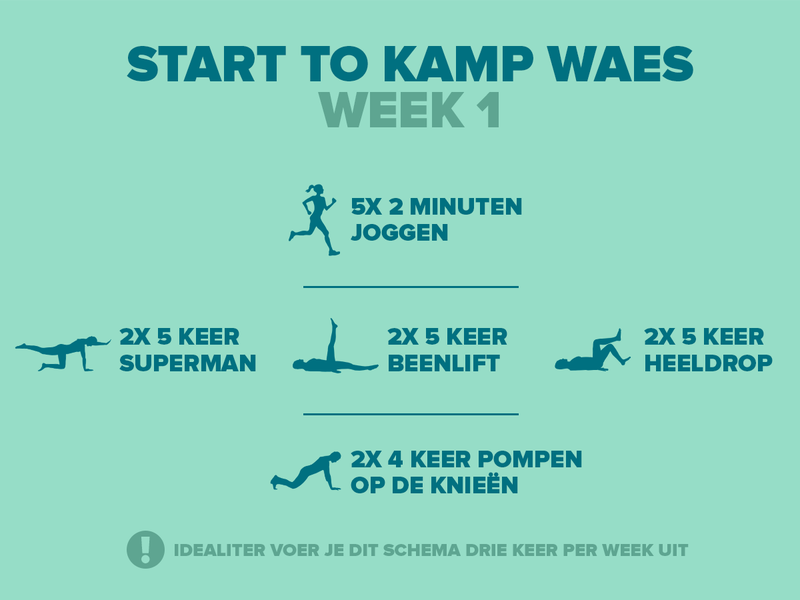 START TO KAMP WAES
WEEK 1
5X 2 MINUTEN
JOGGEN
2X 5 KEER
SUPERMAN
2X 5 KEER
BEENLIFT
2X 5 KEER
HEELDROP
2X 4 KEER POMPEN
OP DE KNIEËN
! IDEALITER VOER JE DIT SCHEMA DRIE KEER PER WEEK UIT